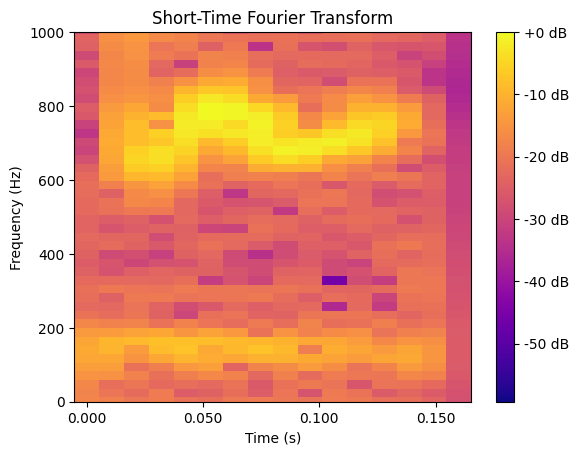 Short-Time Fourier Transform
1000
800
600
400
200
0
Frequency (Hz)
0.000
0.050
0.100
0.150
Time (s)
+0 dB
-10 dB
-20 dB
-30 dB
-40 dB
-50 dB